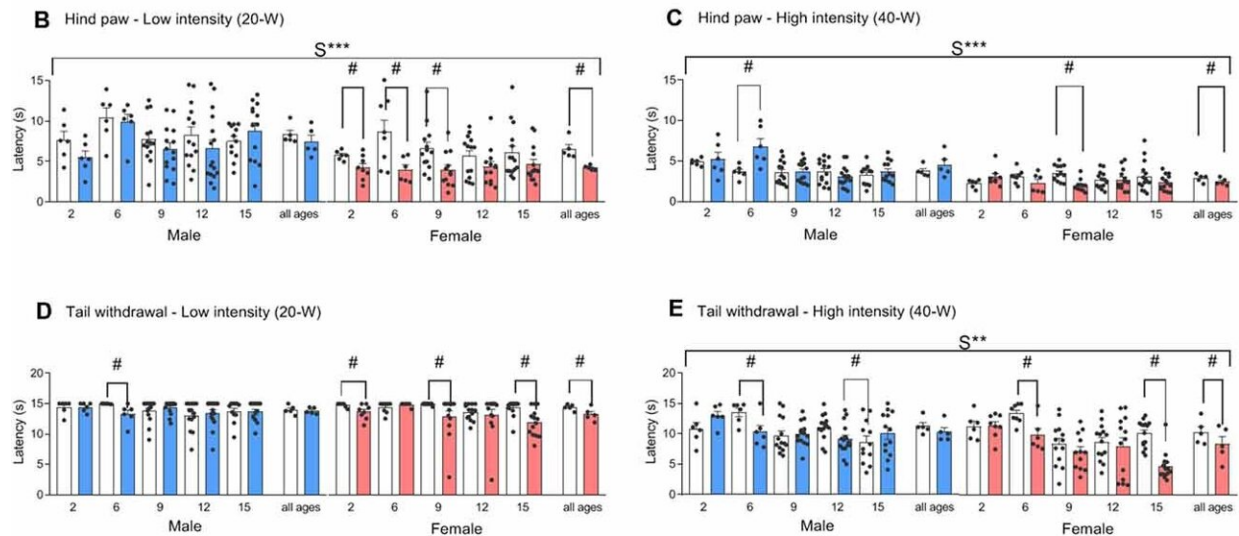 B Hind paw - Low intensity (20-W)
S***
# # # #
Latency (s)
15
10
5
0
2 6 9 12 15 all ages 2 6 9 12 15 all ages
Male Female
C Hind paw - High intensity (40-W)
S***
# # #
Latency (s)
15
10
5
0
2 6 9 12 15 all ages 2 6 9 12 15 all ages
Male Female
D Tail withdrawal - Low intensity (20-W)
# # # # #
Latency (s)
20
15
10
5
0
2 6 9 12 15 all ages 2 6 9 12 15 all ages
Male Female
E Tail withdrawal - High intensity (40-W)
S**
# # # # #
Latency (s)
20
15
10
5
0
2 6 9 12 15 all ages 2 6 9 12 15 all ages
Male Female